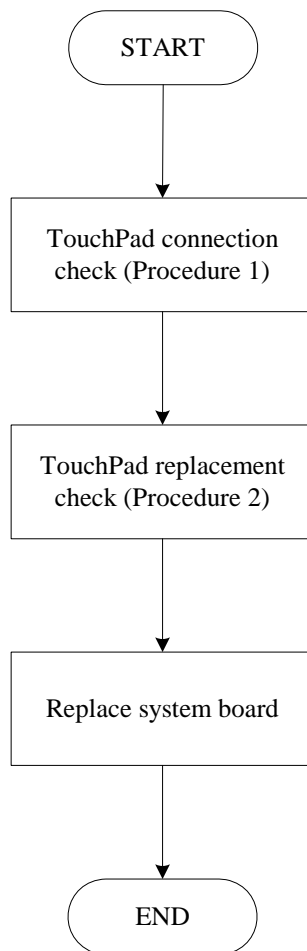 START
TouchPad connection
check (Procedure 1)
TouchPad replacement
check (Procedure 2)
Replace system board
END